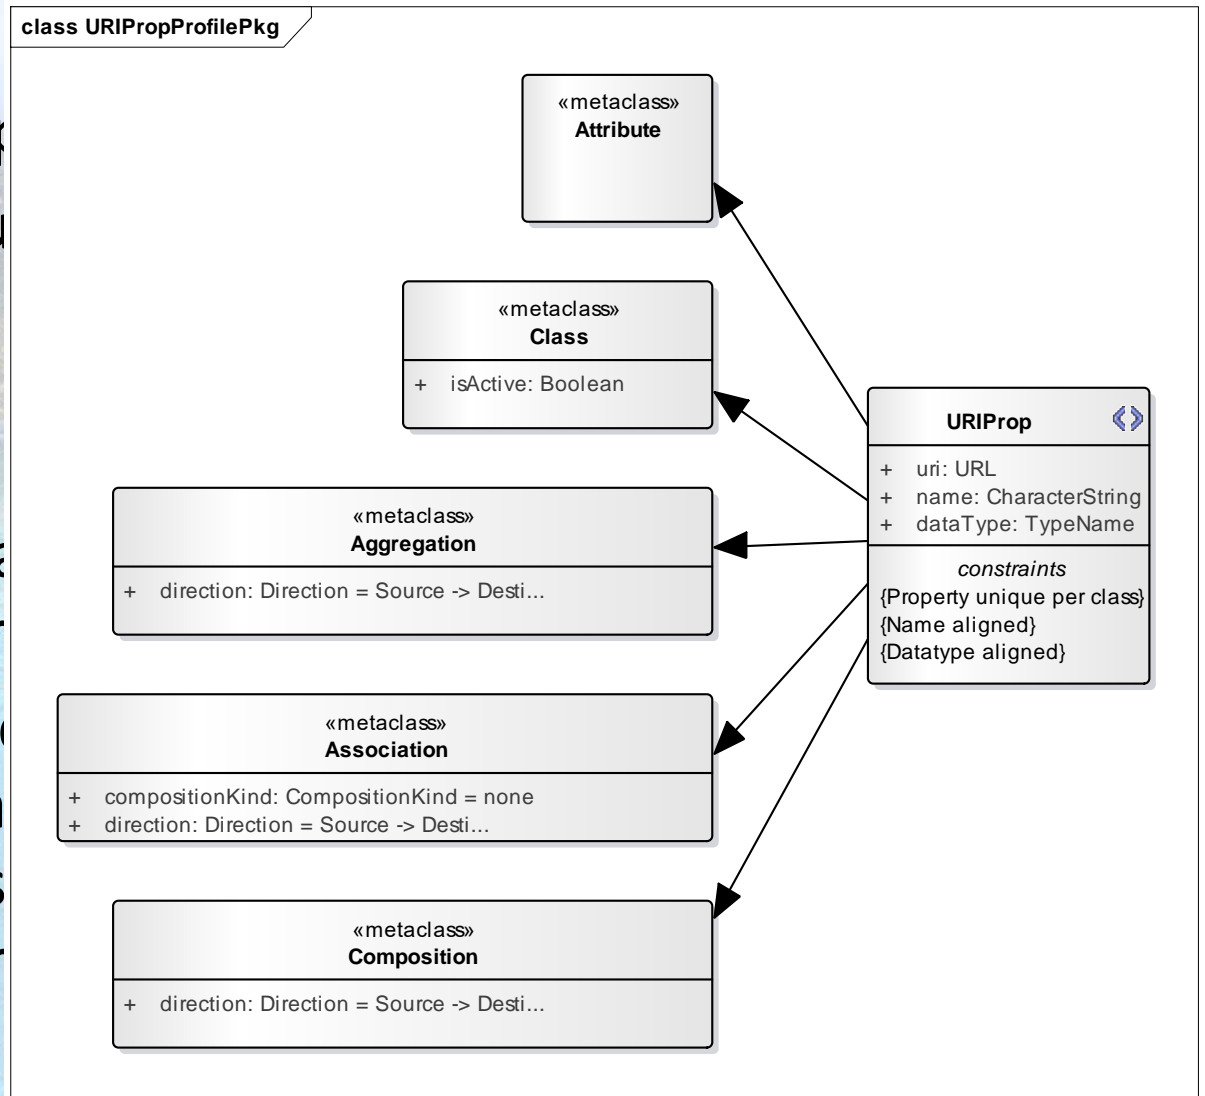 class URIPropProfilePkg
«metaclass»
Attribute
«metaclass»
Class
+ isActive: Boolean
«metaclass»
Aggregation
+ direction: Direction = Source -> Desti...
«metaclass»
Association
+ compositionKind: CompositionKind = none
+ direction: Direction = Source -> Desti...
«metaclass»
Composition
+ direction: Direction = Source -> Desti...
URIProp
+ uri: URL
+ name: CharacterString
+ dataType: TypeName
constraints
{Property unique per class}
{Name aligned}
{Datatype aligned}